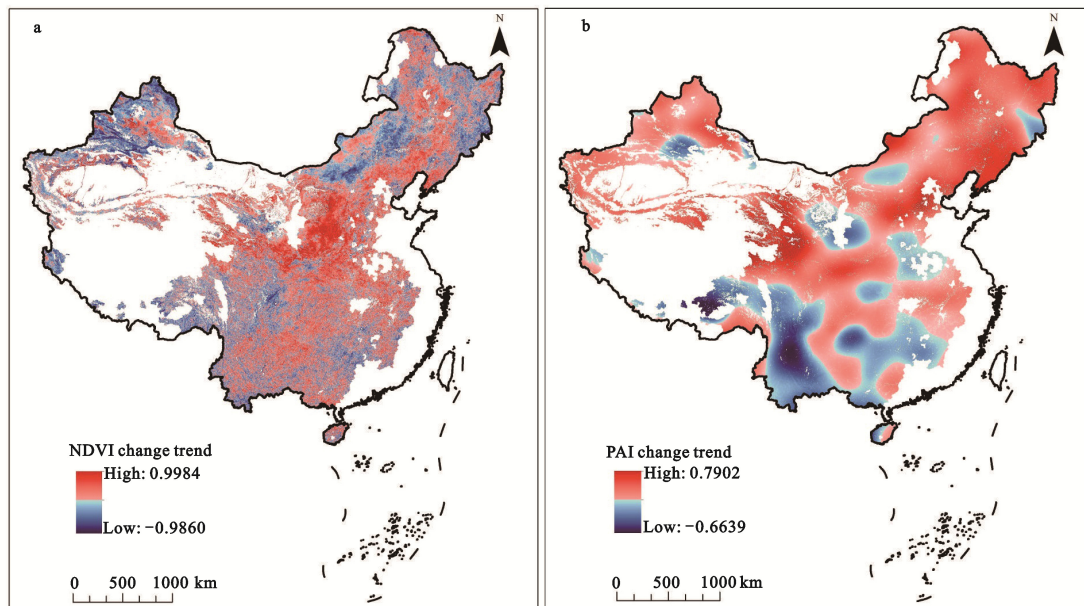 a
N
NDVI change trend
High: 0.9984
Low: −0.9860
0 500 1000 km
b
N
PAI change trend
High: 0.7902
Low: −0.6639
0 500 1000 km